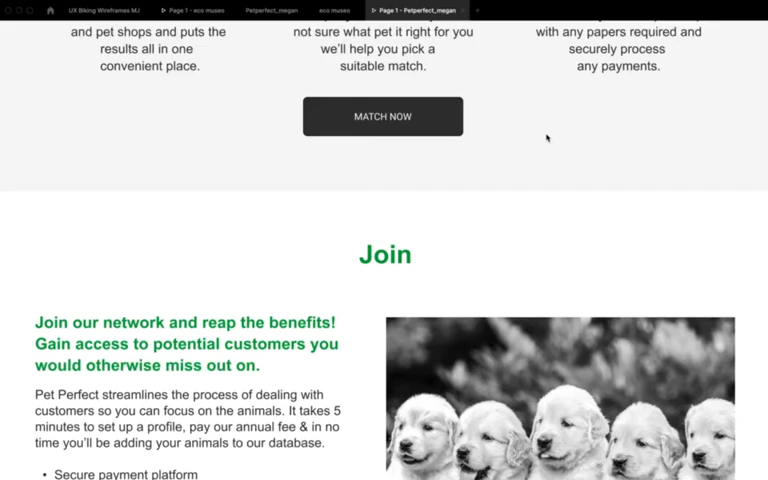 UX Biking Wireframes MJ
Page 1 - eco museo
Petperfect_megan
eco museo
Page 1 - Petperfect_megan
and pet shops and puts the
results all in one
convenient place.
not sure what pet it right for you
we'll help you pick a
suitable match.
with any papers required and
securely process
any payments.
MATCH NOW
Join
Join our network and reap the benefits!
Gain access to potential customers you
would otherwise miss out on.
Pet Perfect streamlines the process of dealing with
customers so you can focus on the animals. It takes 5
minutes to set up a profile, pay our annual fee & in no
time you'll be adding your animals to our database.
• Secure payment platform